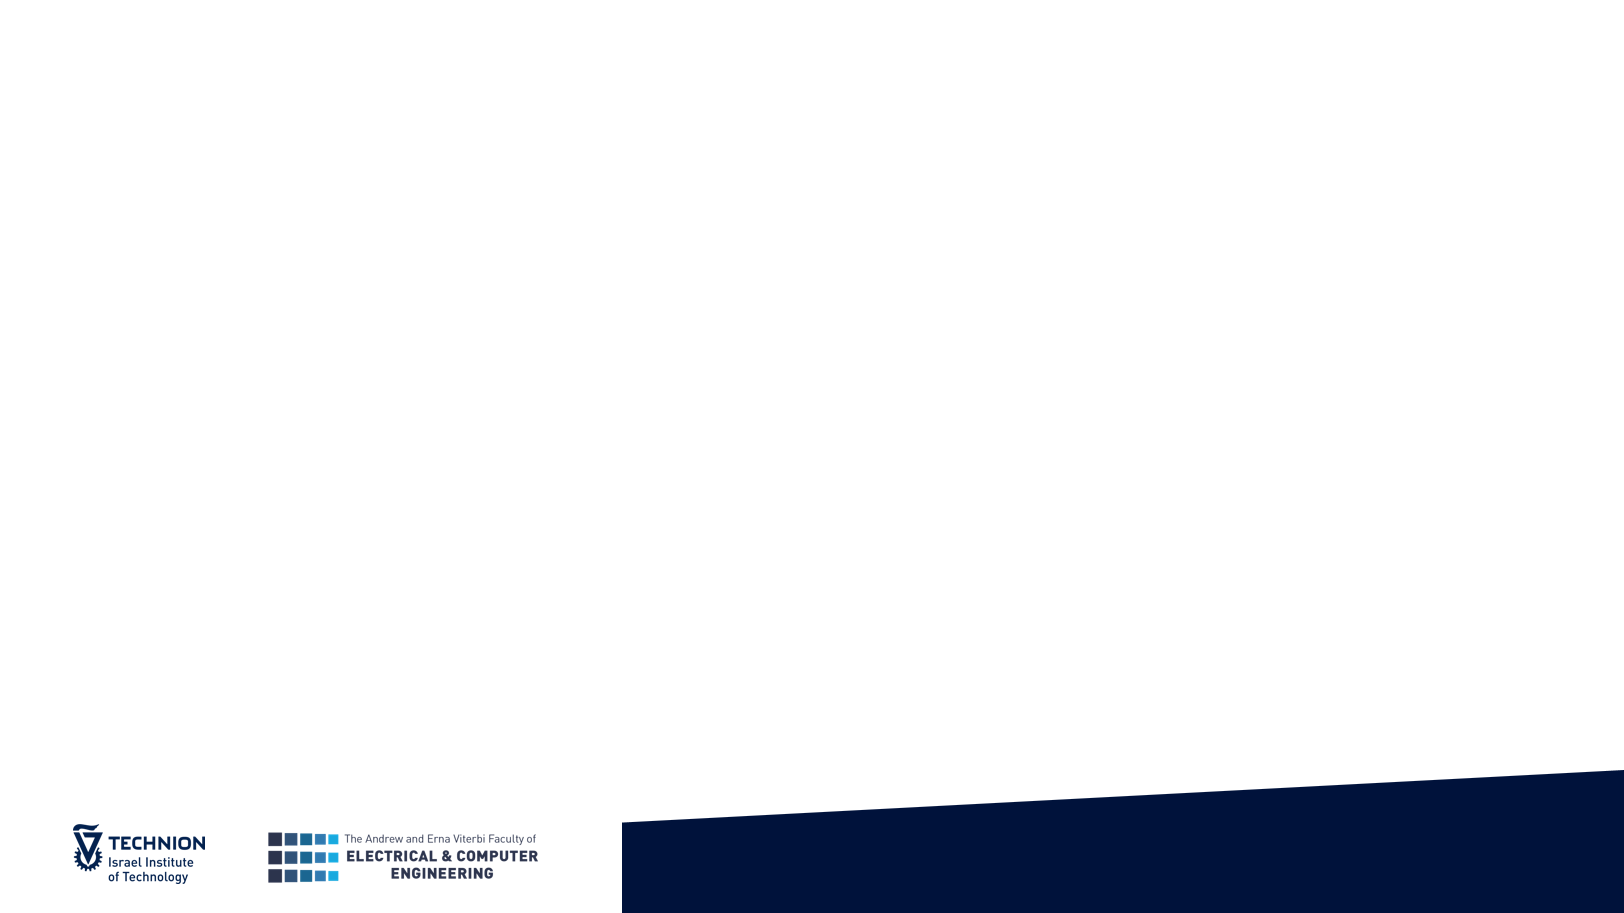 TECHNION
Israel Institute
of Technology
The Andrew and Erna Viterbi Faculty of
ELECTRICAL & COMPUTER
ENGINEERING